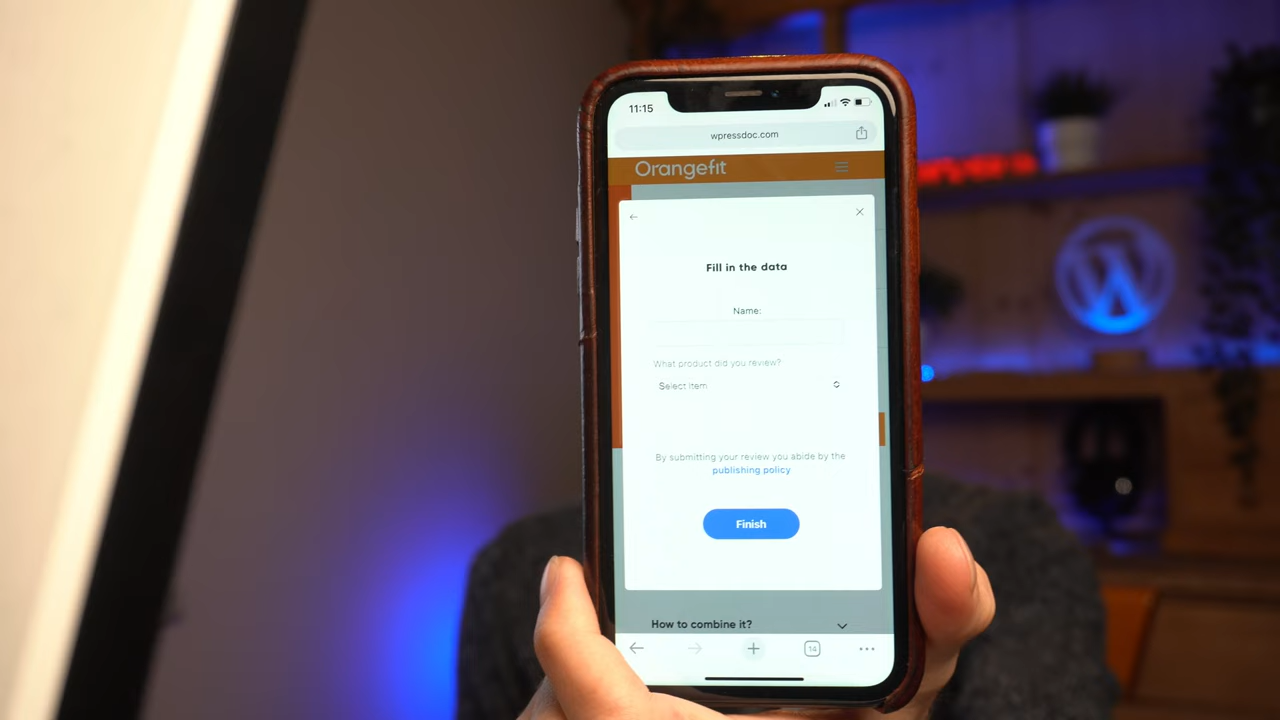 11:15
wpressdoc.com
Orangefit
Fill in the data
Name:
What product did you review?
Select item
By submitting your review you abide by the
publishing policy
Finish
How to combine it?
14